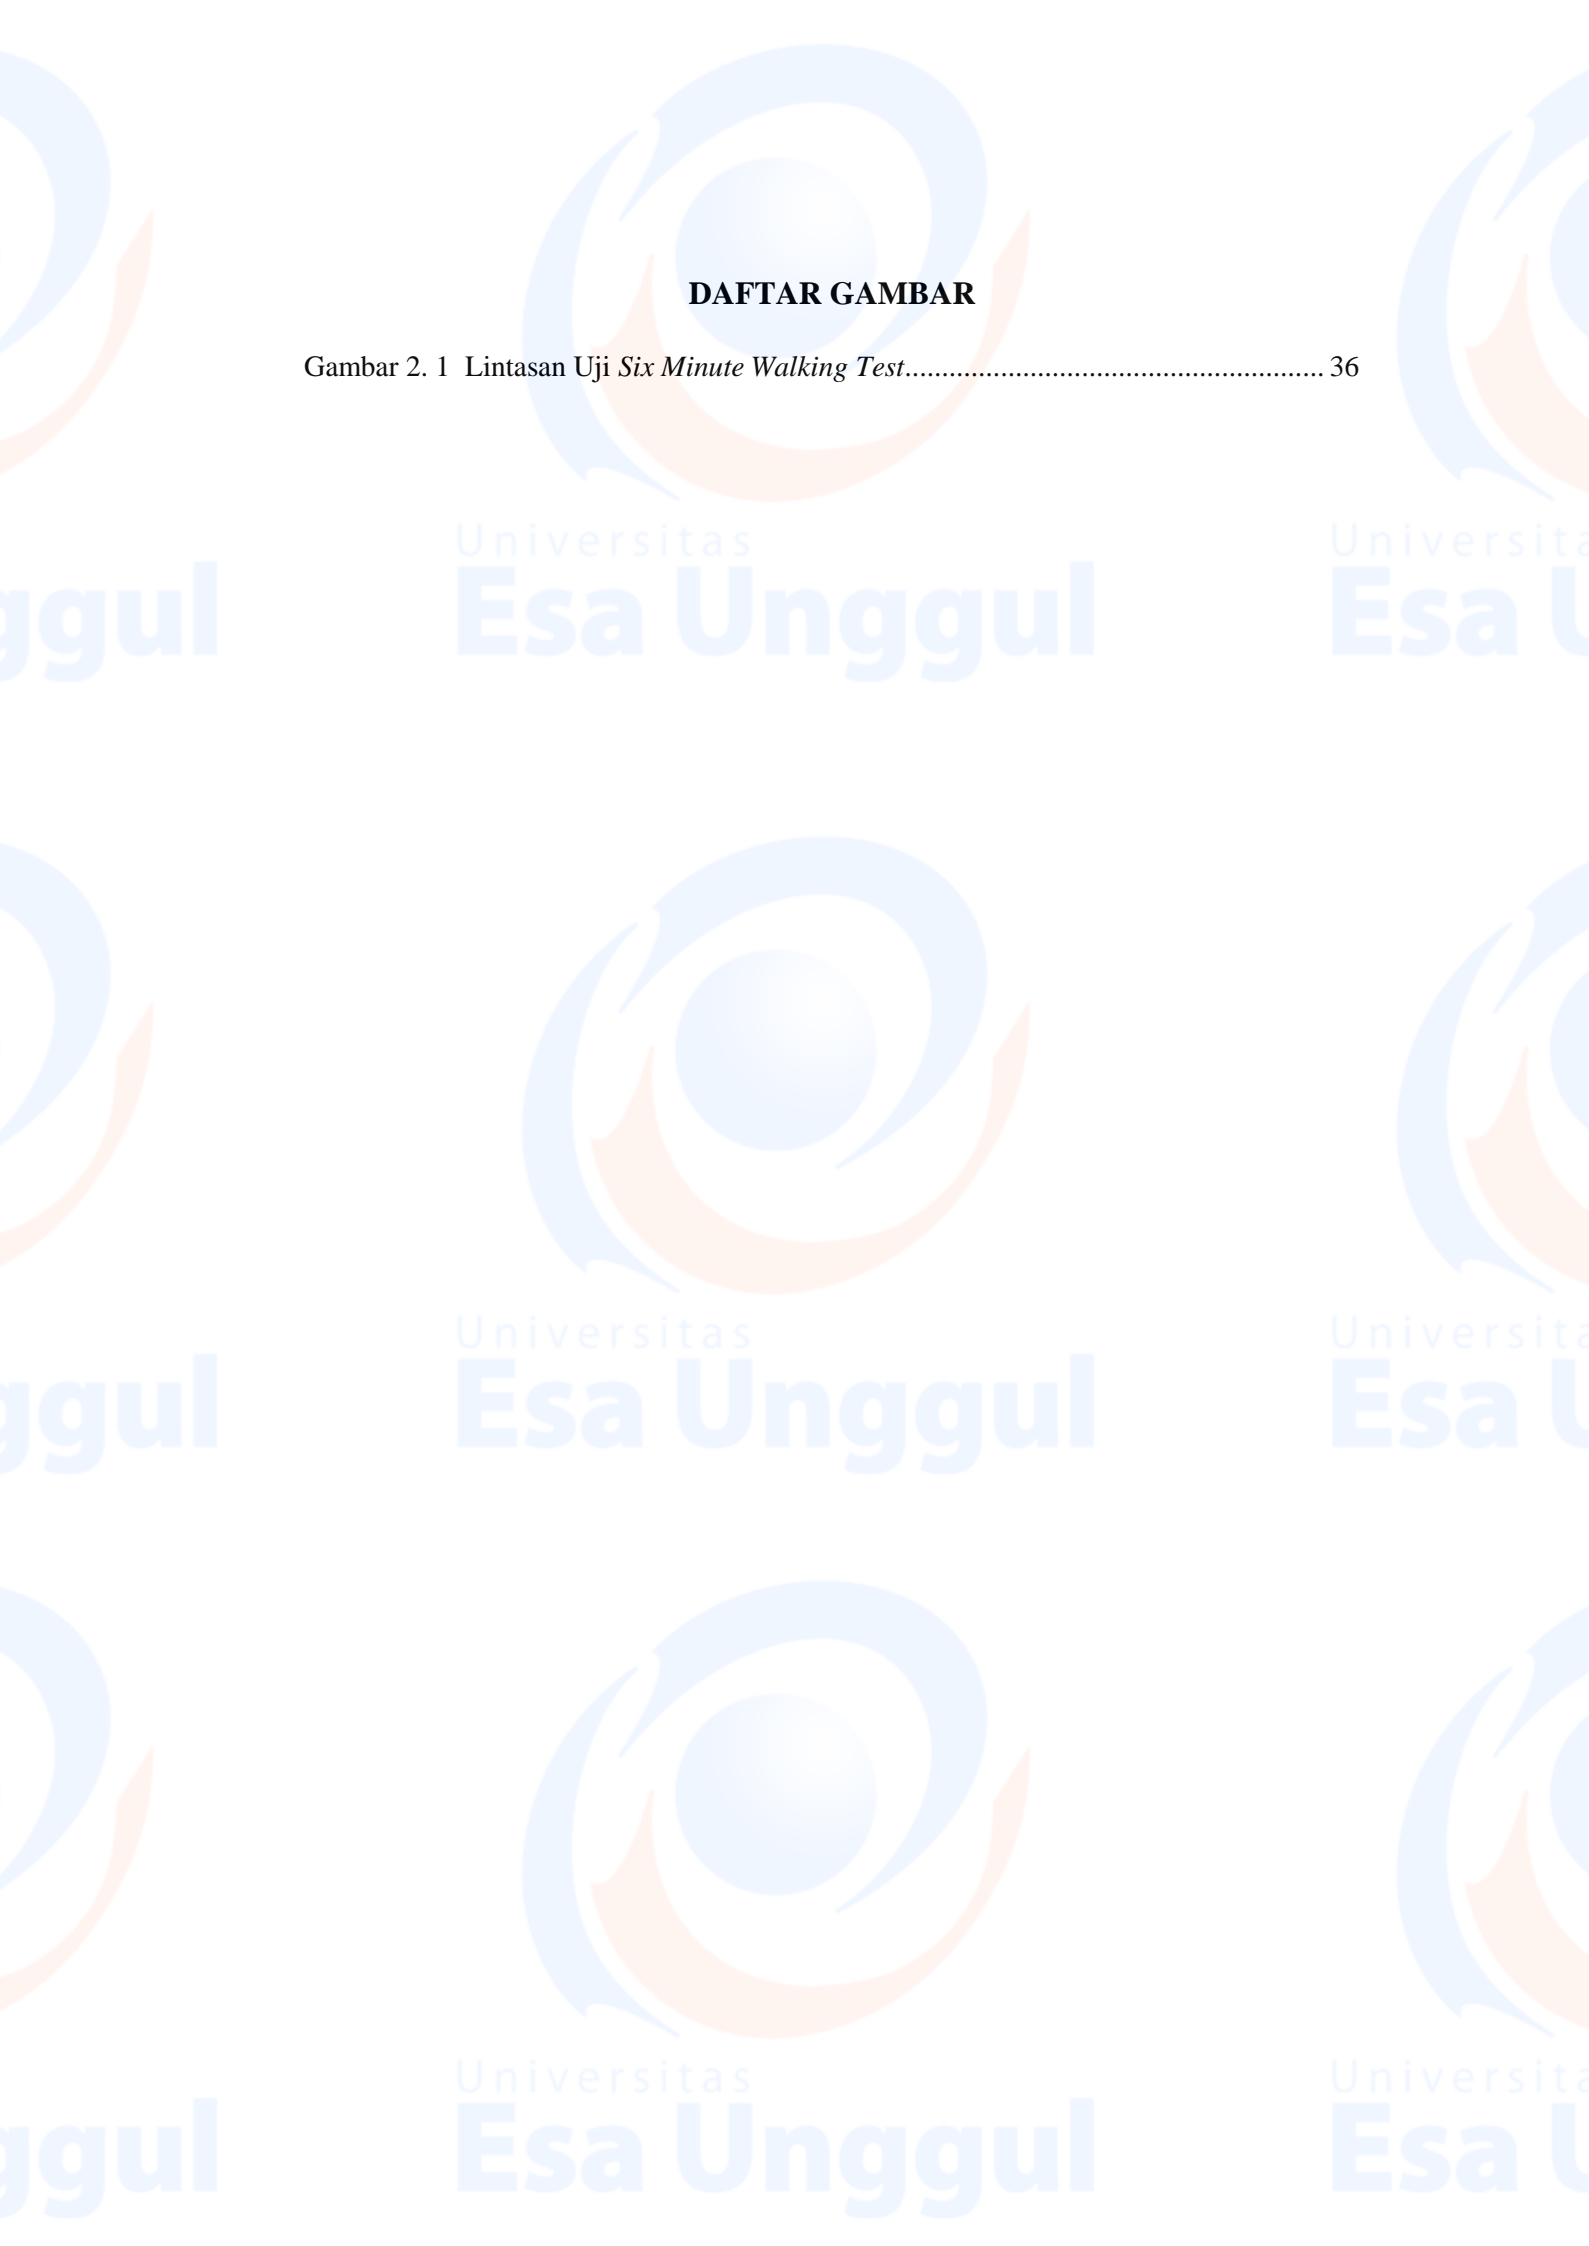 DAFTAR GAMBAR
Gambar 2. 1  Lintasan Uji Six Minute Walking Test......................................................... 36
Universitas
Esa Unggul
Universitas
Esa Unggul
Universitas
Esa Unggul